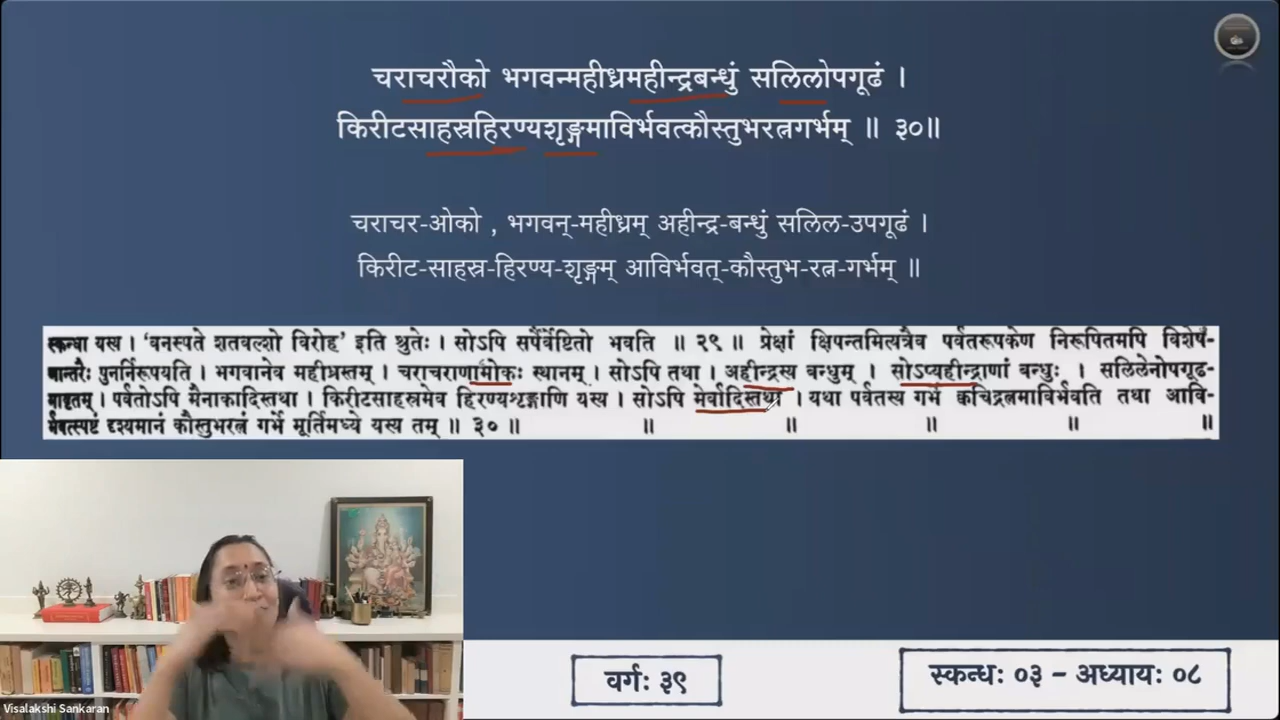 चराचरौको भगवन्महीध्रमहीन्द्रबन्धुं सलिलोपगूढं ।
किरीटसाहस्रहिरण्यशृङ्गमाविर्भवत्कौस्तुभरत्नगर्भम् ॥ ३०॥
चराचर-ओको , भगवन्-महीध्रम् अहीन्द्र-बन्धुं सलिल-उपगूढं ।
किरीट-साहस्र-हिरण्य-शृङ्गम् आविर्भवत्-कौस्तुभ-रत्न-गर्भम् ॥
स्कन्धा यस्य । 'वनस्पते शतवल्शो विरोह' इति श्रुतेः । सोऽपि सर्पैर्वेष्टितो भवति ॥ २९ ॥ प्रेक्षां क्षिपन्तमित्यत्रैव पर्वतरूपकेण निरूपितमपि विशेष-
णान्तरैः पुनर्निरूपयति । भगवानेव महीध्रस्तम् । चराचराणामोकः स्थानम् । सोऽपि तथा । अहीन्द्रस्य बन्धुम् । सोऽप्यहीन्द्राणां बन्धुः । सलिलेनोपगूढ-
मावृतम् । पर्वतोऽपि मैनाकादिस्तथा । किरीटसाहस्रमेव हिरण्यशृङ्गाणि यस्य । सोऽपि मेर्वादिस्तथा । यथा पर्वतस्य गर्भे क्वचिद्रत्नमाविर्भवति तथा आवि-
र्भवत्स्पष्टं दृश्यमानं कौस्तुभरत्नं गर्भे मूर्तिमध्ये यस्य तम् ॥ ३० ॥ ॥ ॥ ॥ ॥ ॥
Visalakshi Sankaran
वर्गः ३९
स्कन्धः ०३ – अध्यायः ०८